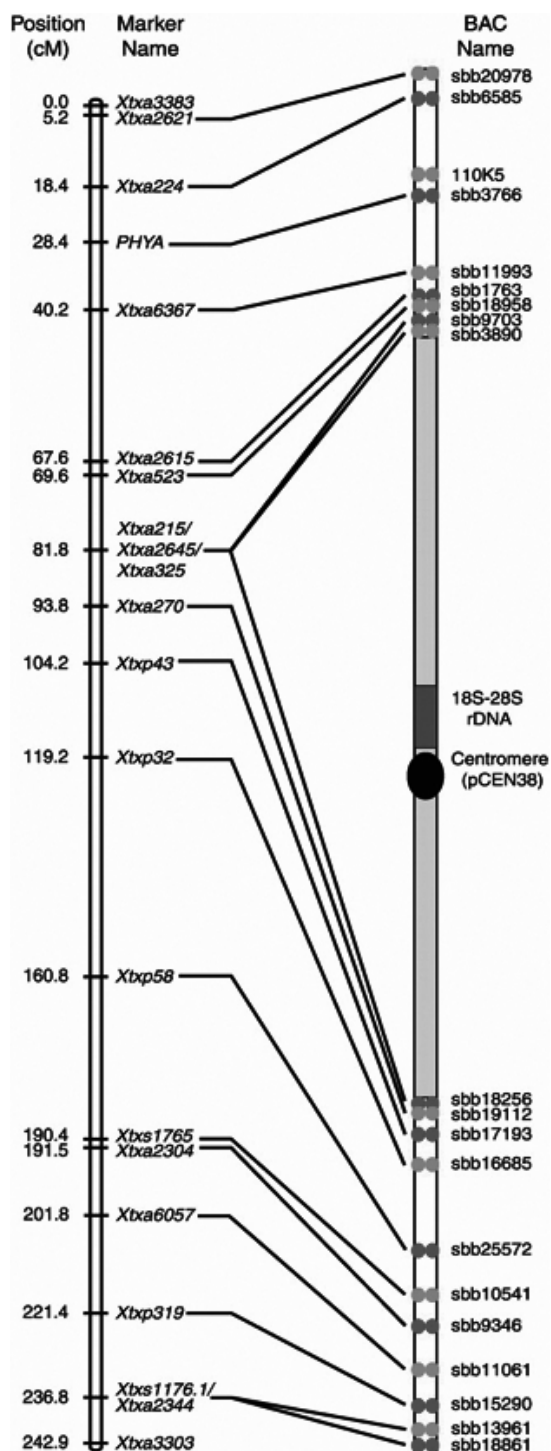 Position Marker BAC
(cM) Name Name
sbb20978
0.0 Xtxa3383 sbb6585
5.2 Xtxa2621
110K5
18.4 Xtxa224 sbb3766
28.4 PHYA
sbb11993
sbb1763
40.2 Xtxa6367 sbb18958
sbb9703
sbb3890
67.6 Xtxa2615
69.6 Xtxa523
Xtxa215/
81.8 Xtxa2645/
Xtxa325
93.8 Xtxa270
104.2 Xtxp43
18S-28S
rDNA
119.2 Xtxp32 Centromere
(pCEN38)
160.8 Xtxp58
sbb18256
sbb19112
190.4 Xtxs1765 sbb17193
191.5 Xtxa2304
sbb16685
201.8 Xtxa6057
sbb25572
sbb10541
221.4 Xtxp319 sbb9346
sbb11061
Xtxs1176.1/
236.8 Xtxa2344 sbb15290
sbb13961
242.9 Xtxa3303 sbb18861